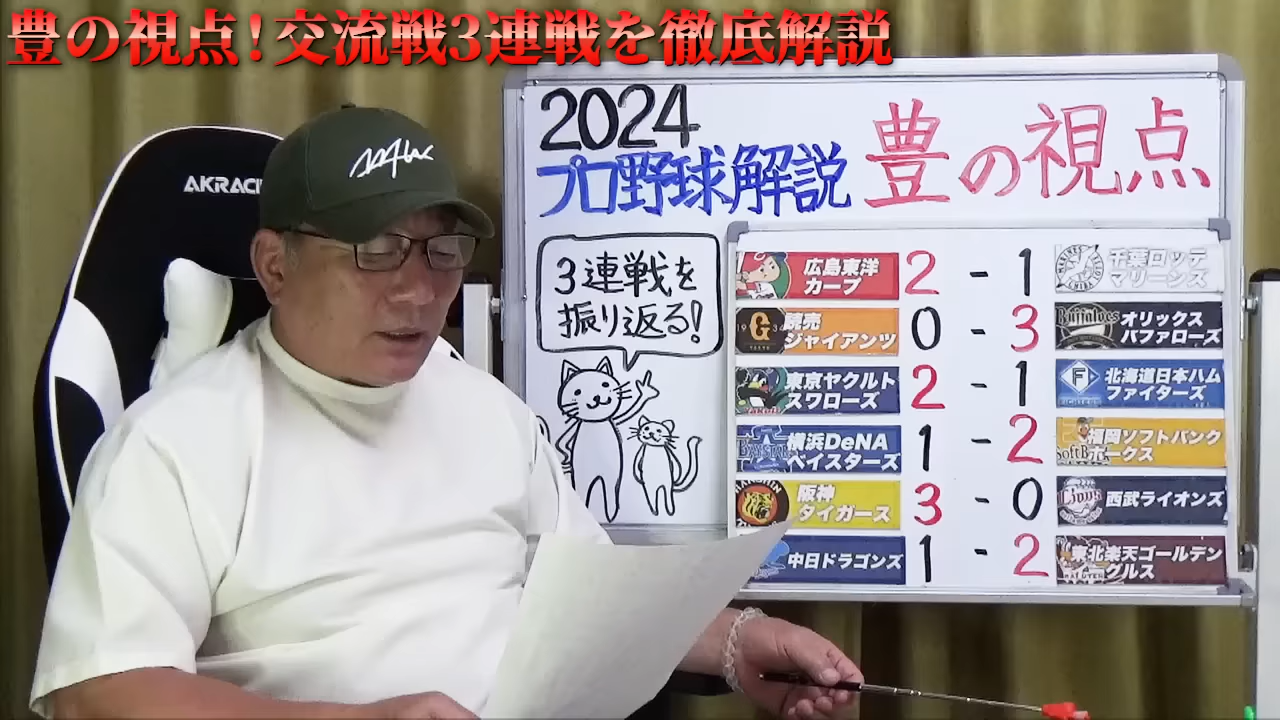 豊の視点!交流戦3連戦を徹底解説
2024
プロ野球解説 豊の視点
AKRACI
3連戦を
振り返る!
広島東洋
カープ
2 - 1
千葉ロッテ
マリーンズ
読売
ジャイアンツ
0 - 3
Buffaloes
オリックス
バファローズ
東京ヤクルト
スワローズ
2 - 1
北海道日本ハム
ファイターズ
横浜DeNA
ベイスターズ
1 - 2
福岡ソフトバンク
ホークス
阪神
タイガース
3 - 0
Lions
西武ライオンズ
中日ドラゴンズ
1 - 2
東北楽天ゴールデン
グルス